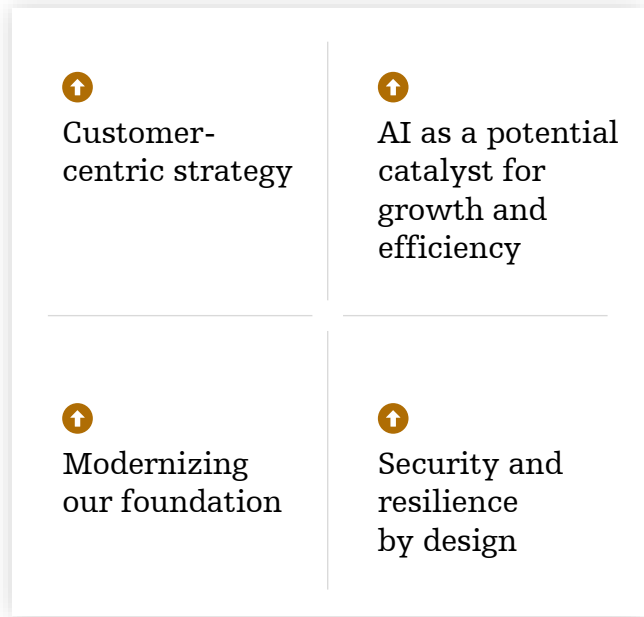 Customer-
centric strategy
AI as a potential
catalyst for
growth and
efficiency
Modernizing
our foundation
Security and
resilience
by design